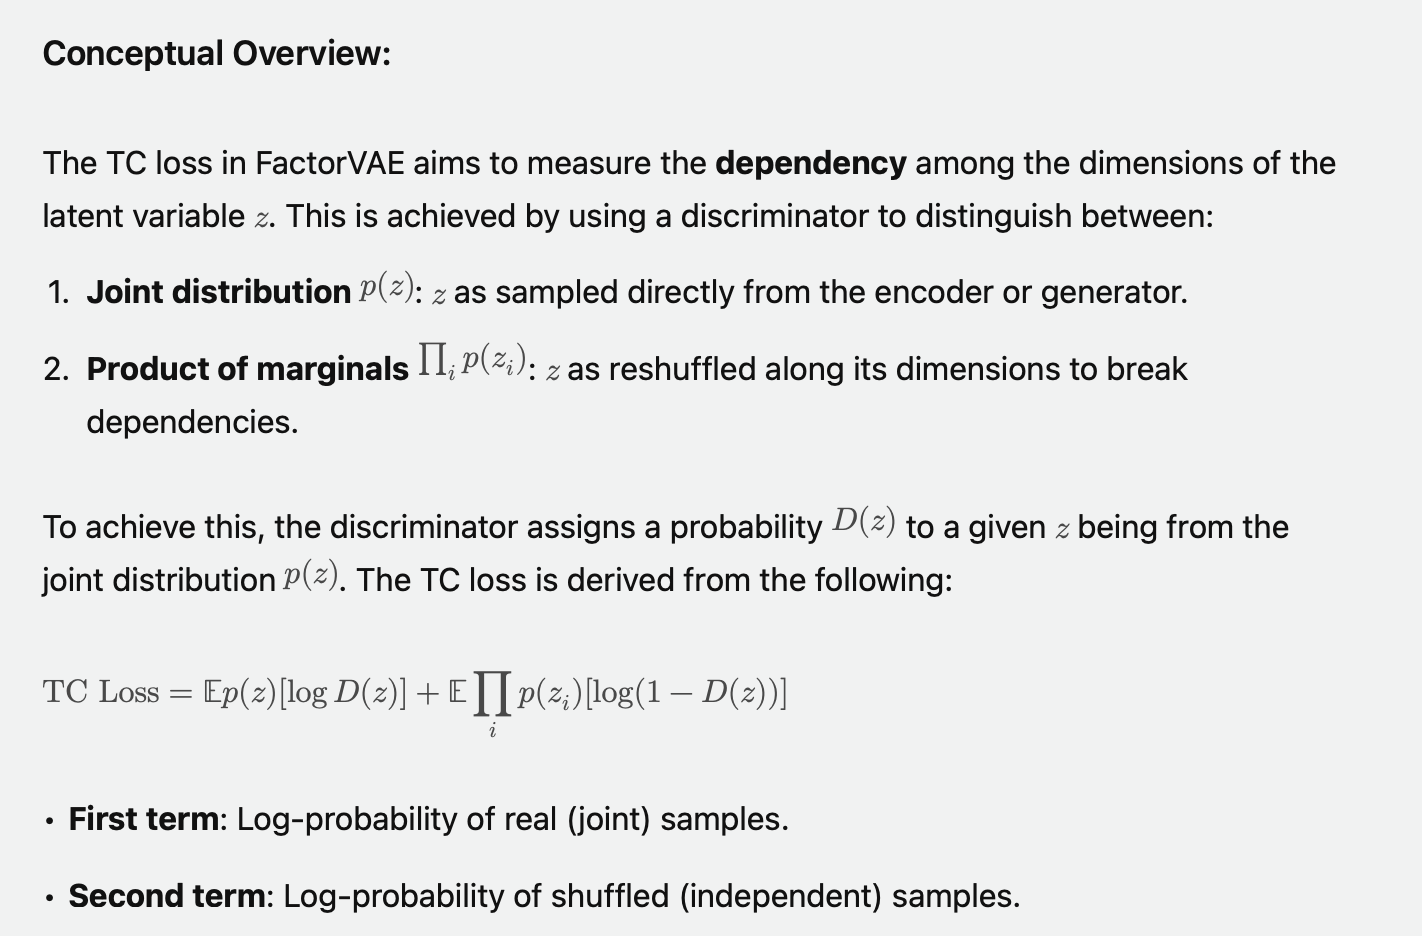 Conceptual Overview:
The TC loss in FactorVAE aims to measure the dependency among the dimensions of the
latent variable z. This is achieved by using a discriminator to distinguish between:
1. Joint distribution p(z): z as sampled directly from the encoder or generator.
2. Product of marginals ∏_i p(z_i): z as reshuffled along its dimensions to break
dependencies.
To achieve this, the discriminator assigns a probability D(z) to a given z being from the
joint distribution p(z). The TC loss is derived from the following:
TC Loss = 𝔼p(z)[log D(z)] + 𝔼∏_i p(z_i)[log(1 − D(z))]
• First term: Log-probability of real (joint) samples.
• Second term: Log-probability of shuffled (independent) samples.